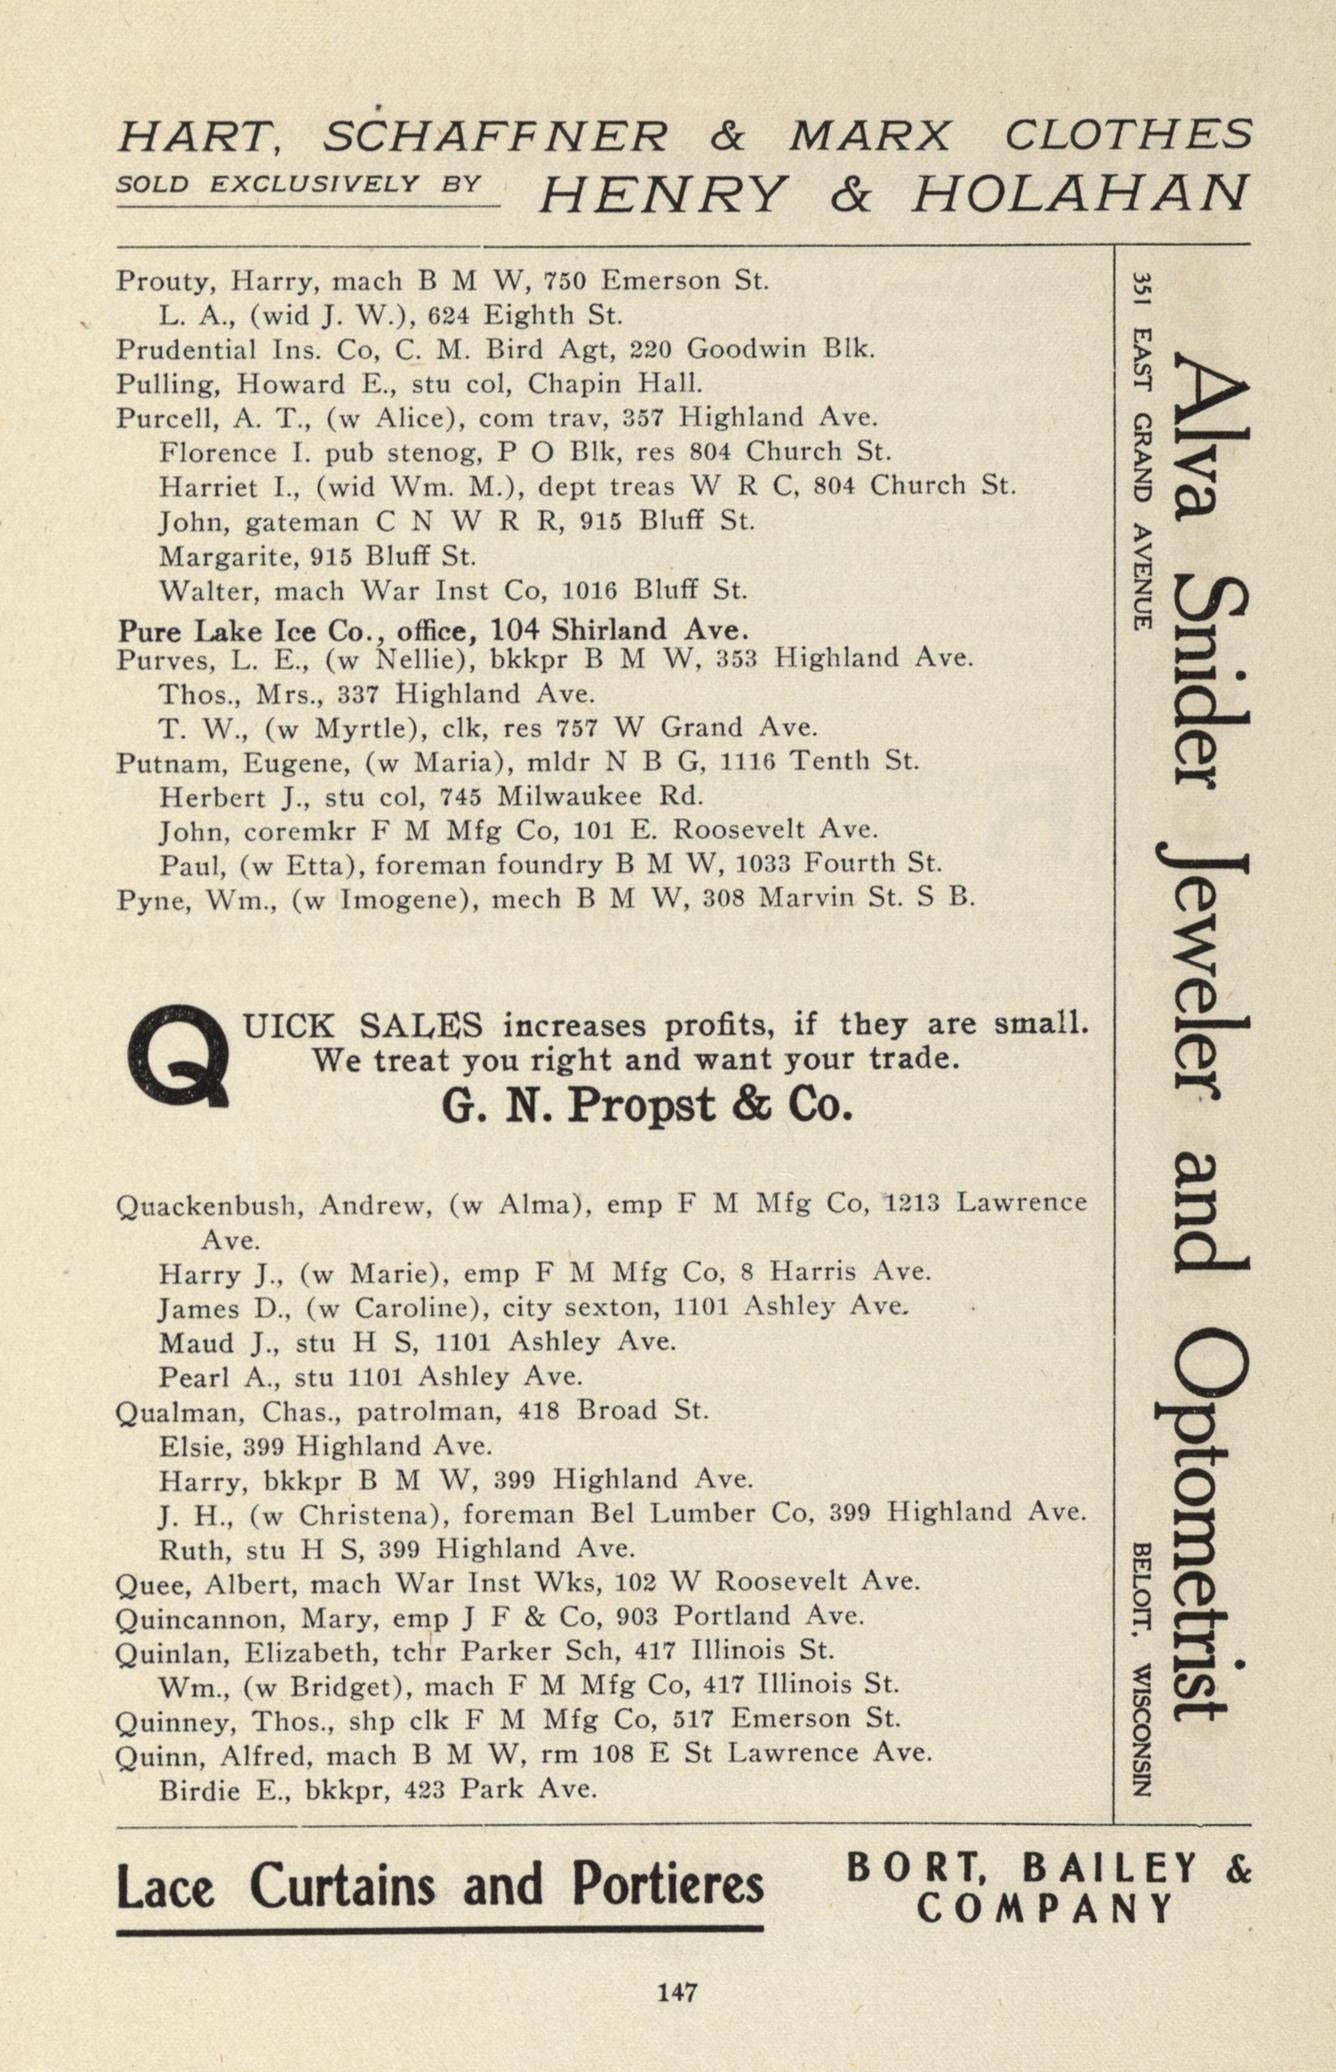 HART, SCHAFFNER & MARX CLOTHES
SOLD EXCLUSIVELY BY HENRY & HOLAHAN
Prouty, Harry, mach B M W, 750 Emerson St.
L. A., (wid J. W.), 624 Eighth St.
Prudential Ins. Co, C. M. Bird Agt, 220 Goodwin Blk.
Pulling, Howard E., stu col, Chapin Hall.
Purcell, A. T., (w Alice), com trav, 357 Highland Ave.
Florence I. pub stenog, P O Blk, res 804 Church St.
Harriet I., (wid Wm. M.), dept treas W R C, 804 Church St.
John, gateman C N W R R, 915 Bluff St.
Margarite, 915 Bluff St.
Walter, mach War Inst Co, 1016 Bluff St.
Pure Lake Ice Co., office, 104 Shirland Ave.
Purves, L. E., (w Nellie), bkkpr B M W, 353 Highland Ave.
Thos., Mrs., 337 Highland Ave.
T. W., (w Myrtle), clk, res 757 W Grand Ave.
Putnam, Eugene, (w Maria), mldr N B G, 1116 Tenth St.
Herbert J., stu col, 745 Milwaukee Rd.
John, coremkr F M Mfg Co, 101 E. Roosevelt Ave.
Paul, (w Etta), foreman foundry B M W, 1033 Fourth St.
Pyne, Wm., (w Imogene), mech B M W, 308 Marvin St. S B.
QUICK SALES increases profits, if they are small.
We treat you right and want your trade.
G. N. Propst & Co.
Quackenbush, Andrew, (w Alma), emp F M Mfg Co, 1213 Lawrence
Ave.
Harry J., (w Marie), emp F M Mfg Co, 8 Harris Ave.
James D., (w Caroline), city sexton, 1101 Ashley Ave.
Maud J., stu H S, 1101 Ashley Ave.
Pearl A., stu 1101 Ashley Ave.
Qualman, Chas., patrolman, 418 Broad St.
Elsie, 399 Highland Ave.
Harry, bkkpr B M W, 399 Highland Ave.
J. H., (w Christena), foreman Bel Lumber Co, 399 Highland Ave.
Ruth, stu H S, 399 Highland Ave.
Quee, Albert, mach War Inst Wks, 102 W Roosevelt Ave.
Quincannon, Mary, emp J F & Co, 903 Portland Ave.
Quinlan, Elizabeth, tchr Parker Sch, 417 Illinois St.
Wm., (w Bridget), mach F M Mfg Co, 417 Illinois St.
Quinney, Thos., shp clk F M Mfg Co, 517 Emerson St.
Quinn, Alfred, mach B M W, rm 108 E St Lawrence Ave.
Birdie E., bkkpr, 423 Park Ave.
Alva Snider Jeweler and Optometrist
351 EAST GRAND AVENUE BELOIT, WISCONSIN
Lace Curtains and Portieres
BORT, BAILEY &
COMPANY
147